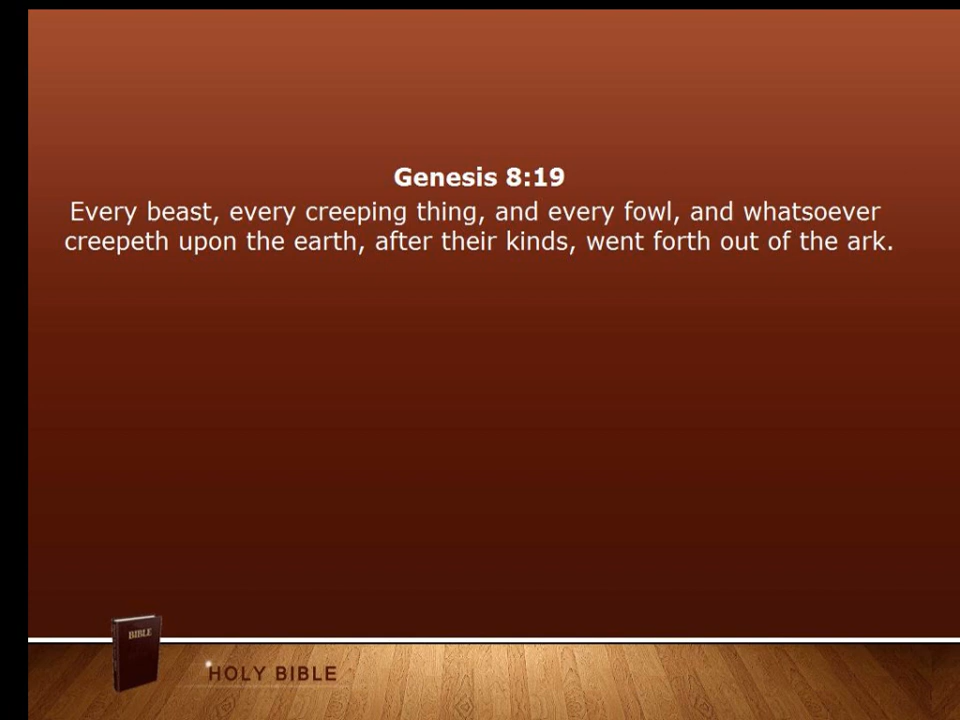 Genesis 8:19
Every beast, every creeping thing, and every fowl, and whatsoever
creepeth upon the earth, after their kinds, went forth out of the ark.
BIBLE
HOLY BIBLE